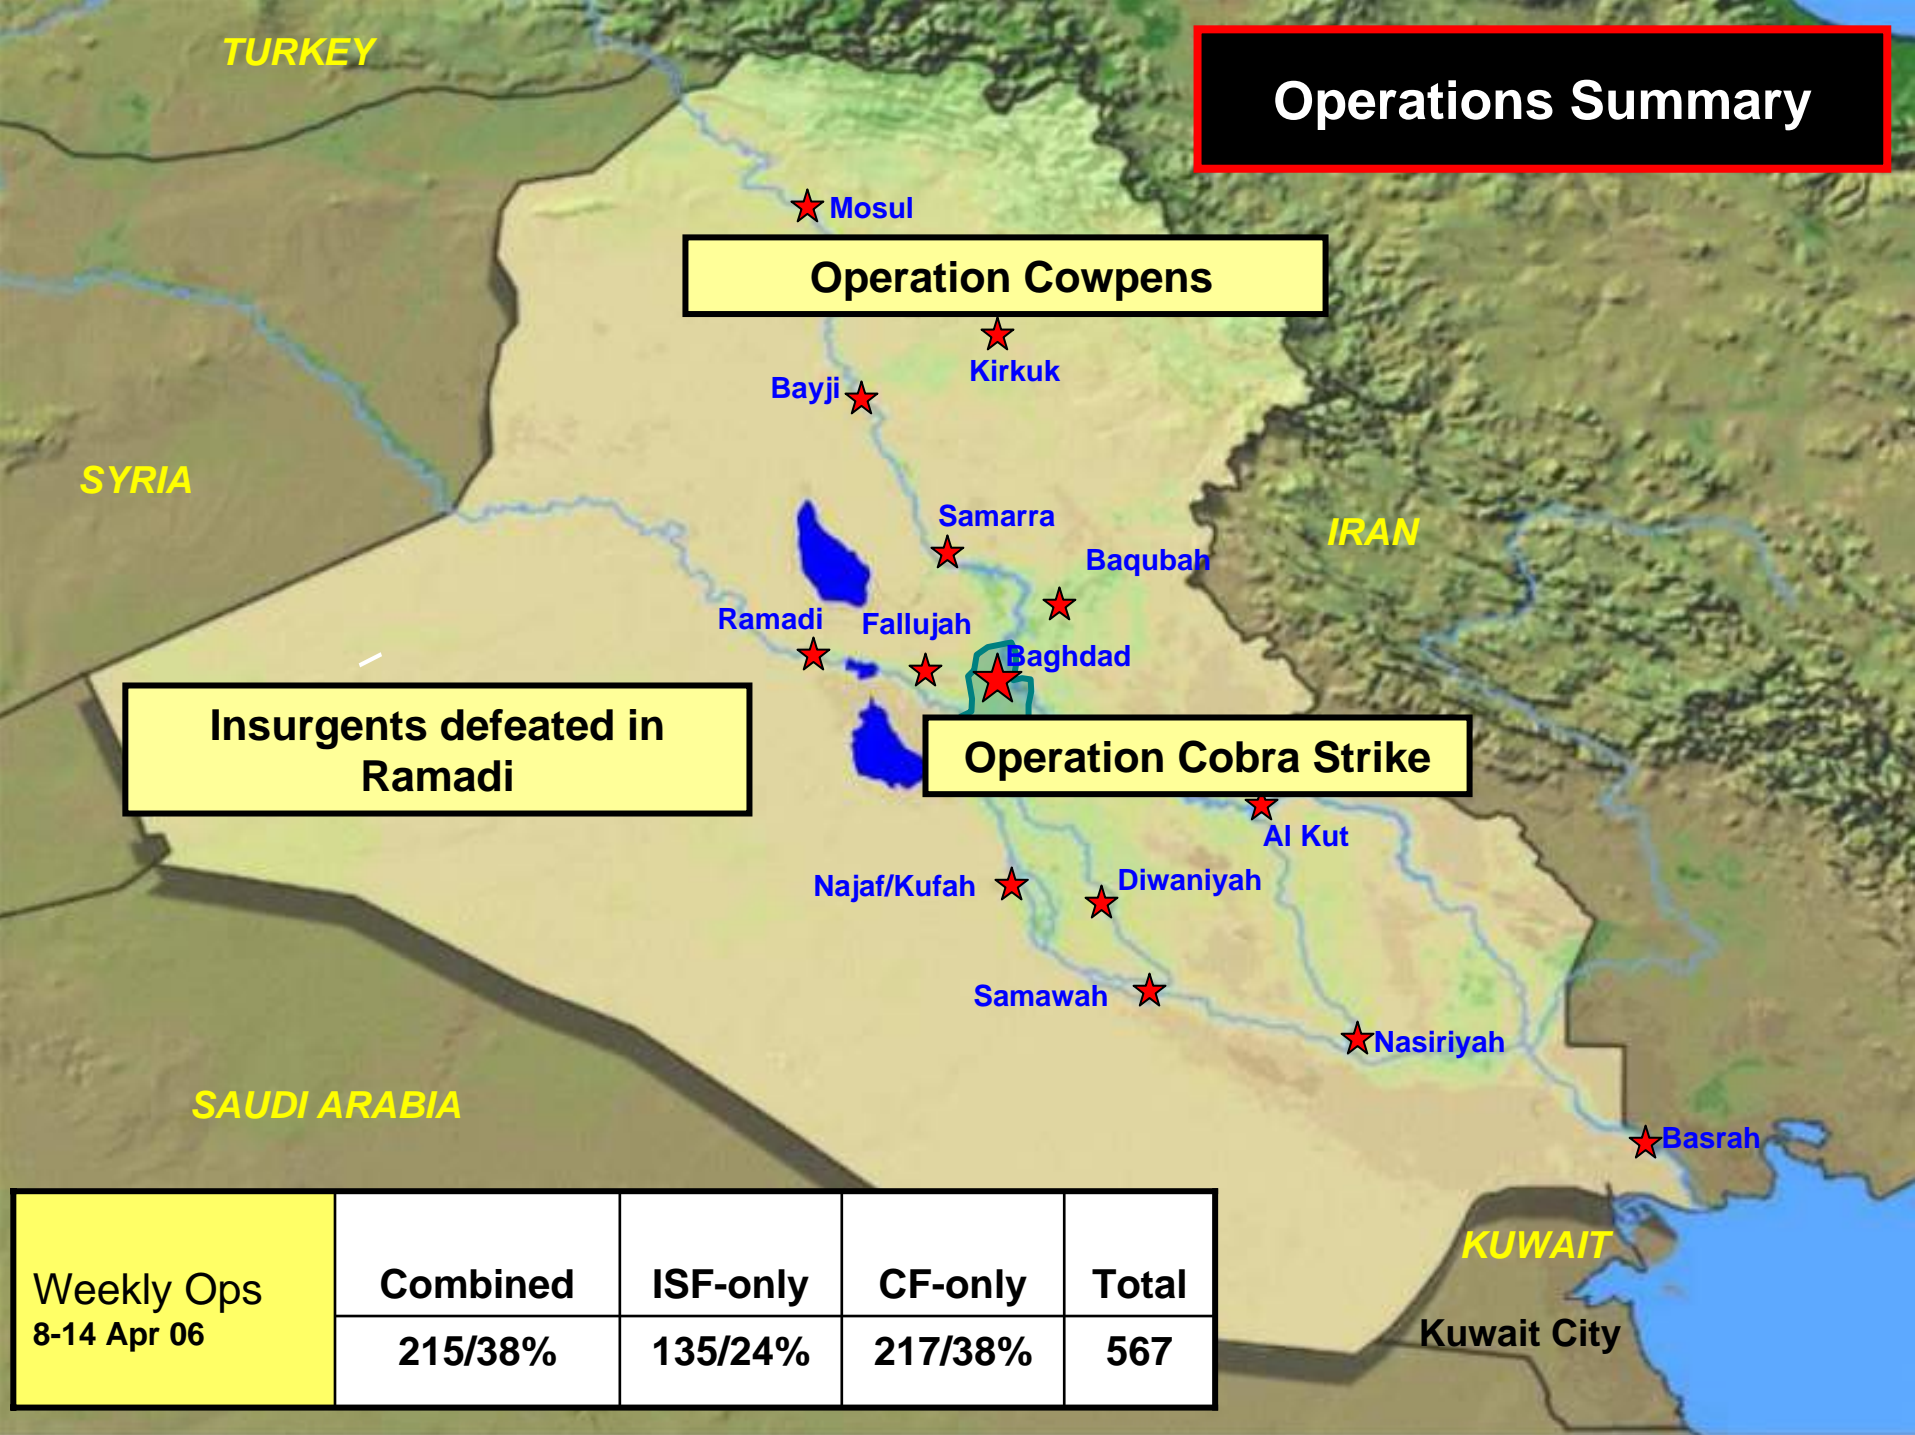 TURKEY
Operations Summary
Mosul
Operation Cowpens
Kirkuk
Bayji
SYRIA
Samarra
IRAN
Baqubah
Ramadi
Fallujah
Baghdad
Insurgents defeated in
Ramadi
Operation Cobra Strike
Al Kut
Najaf/Kufah
Diwaniyah
Samawah
Nasiriyah
SAUDI ARABIA
Basrah
KUWAIT
Kuwait City
Weekly Ops
8-14 Apr 06
Combined ISF-only CF-only Total
215/38% 135/24% 217/38% 567